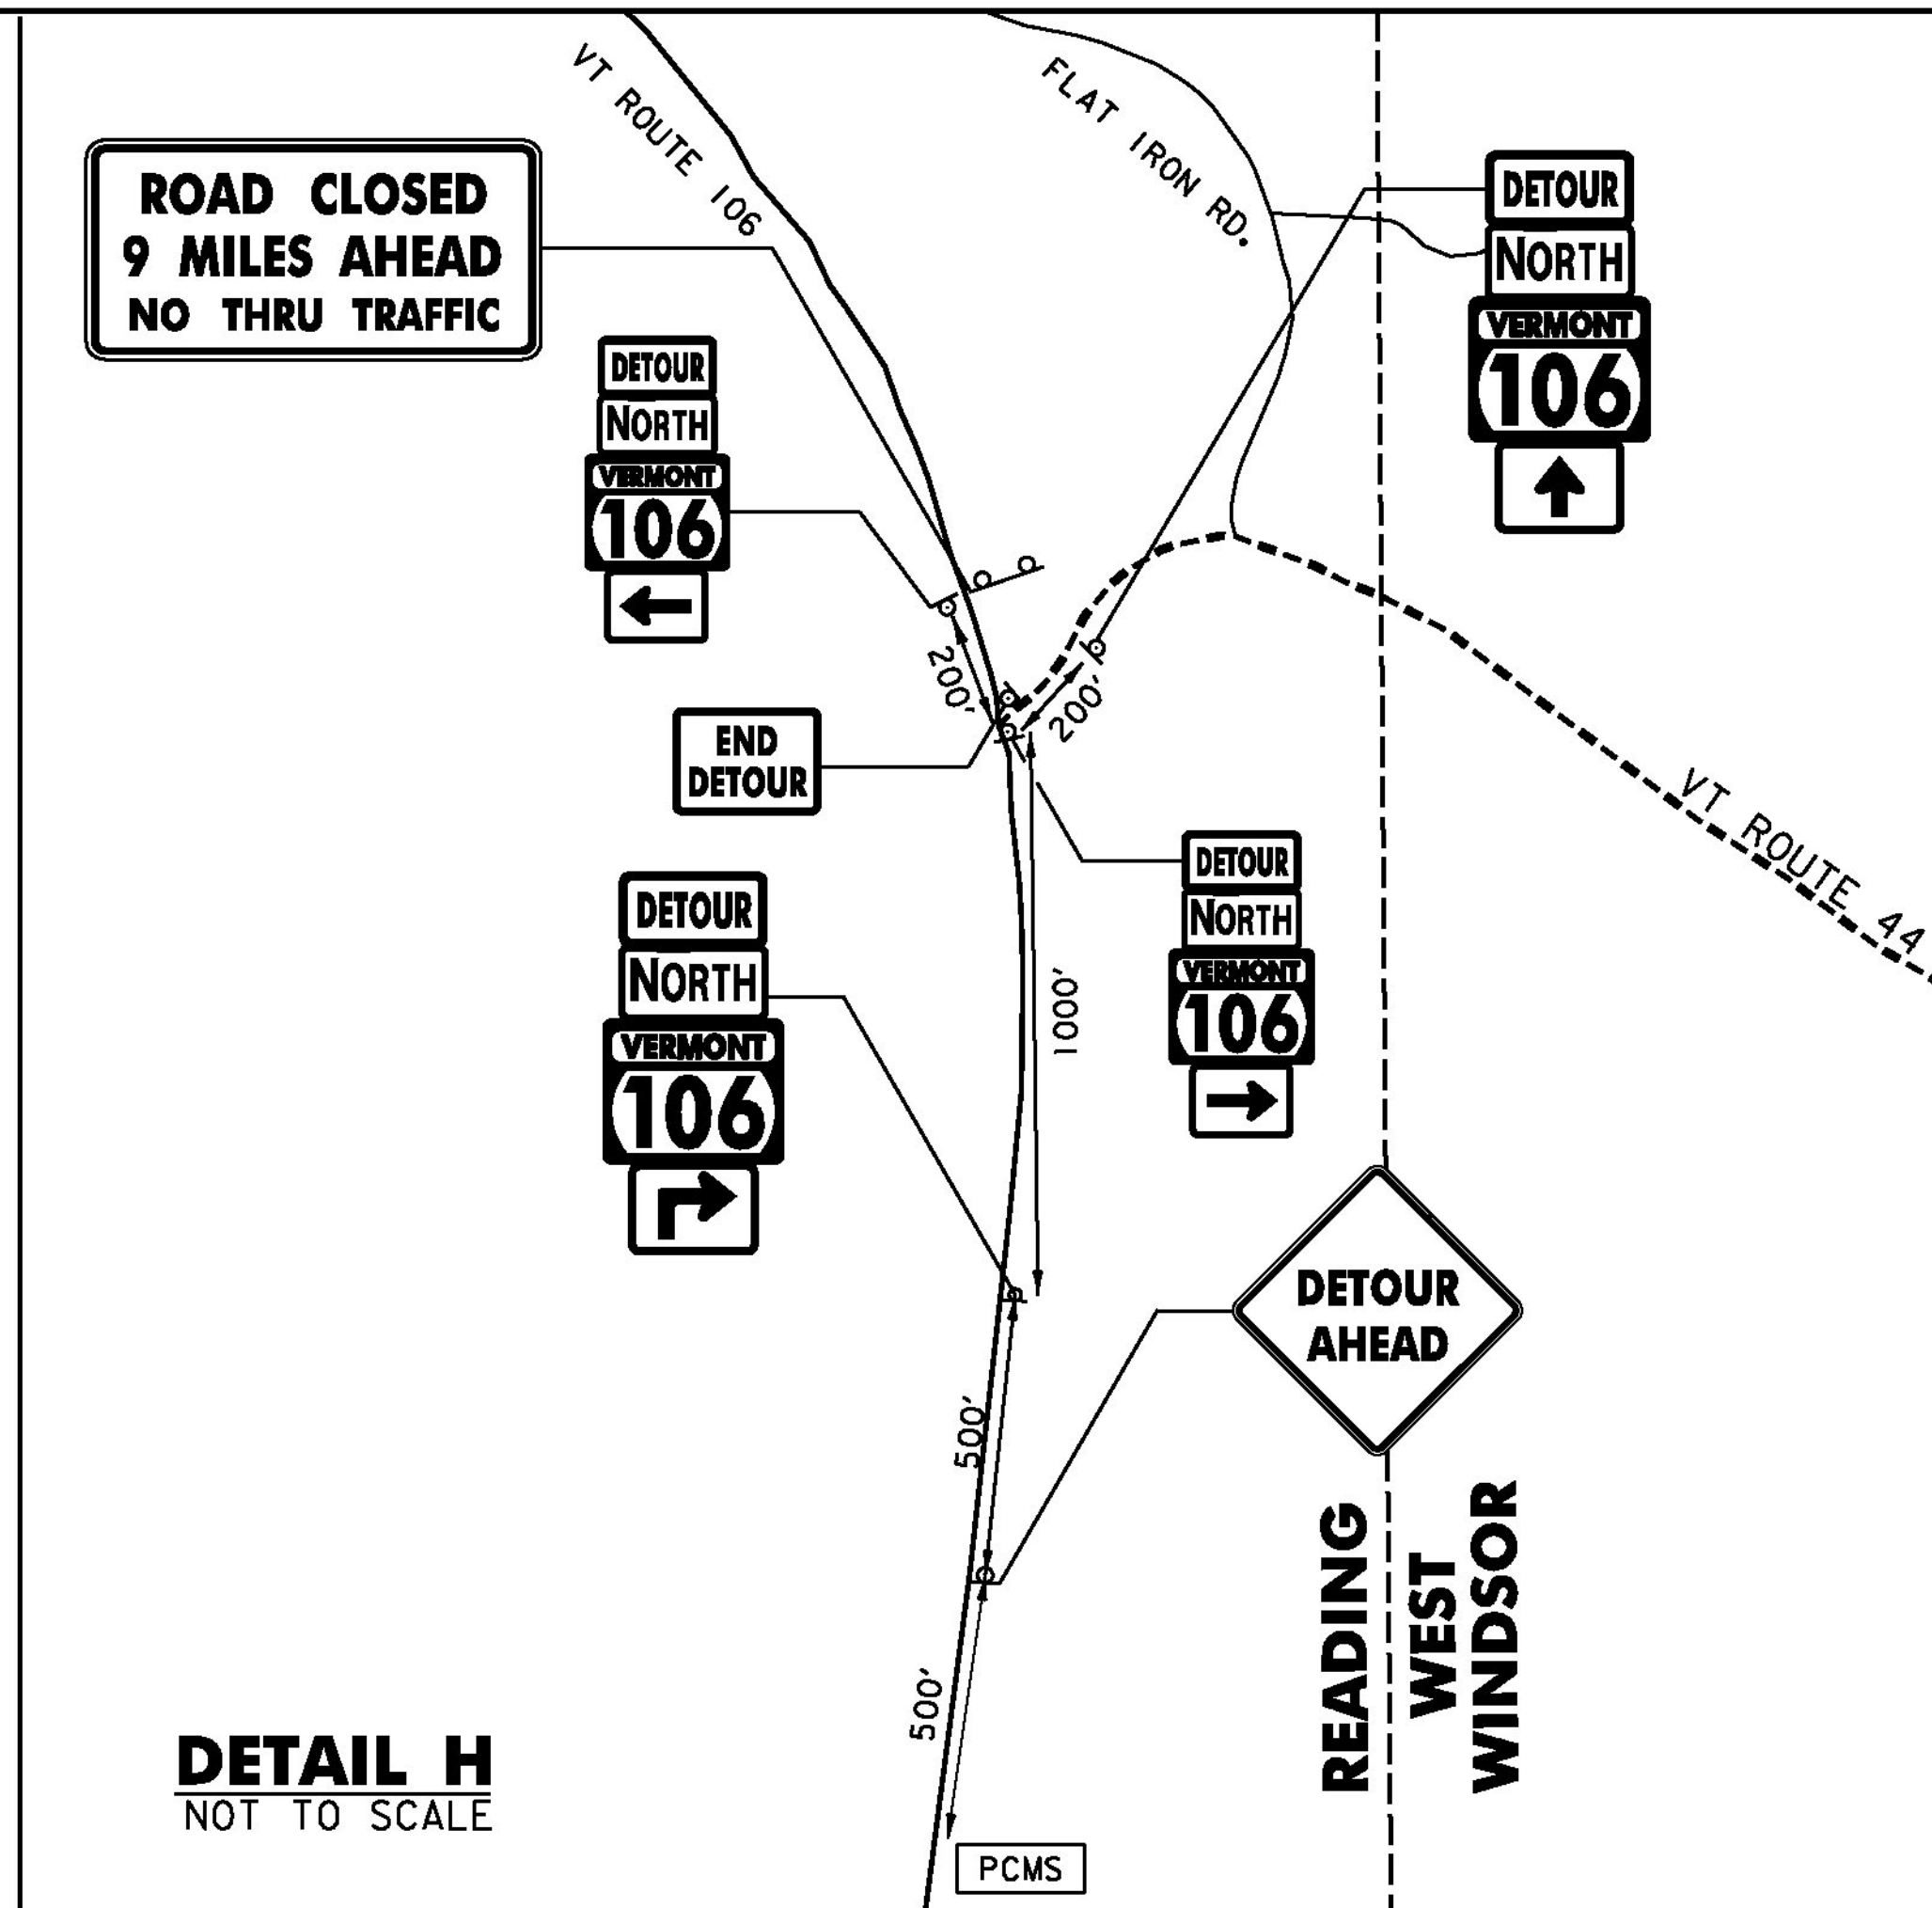 VT ROUTE 106
FLAT IRON RD.
ROAD CLOSED
9 MILES AHEAD
NO THRU TRAFFIC
DETOUR
NORTH
VERMONT
106
DETOUR
NORTH
VERMONT
106
200'
200'
END
DETOUR
VT ROUTE 44
DETOUR
NORTH
VERMONT
106
DETOUR
NORTH
VERMONT
106
1000'
DETOUR
AHEAD
500'
500'
READING
WEST
WINDSOR
DETAIL H
NOT TO SCALE
PCMS